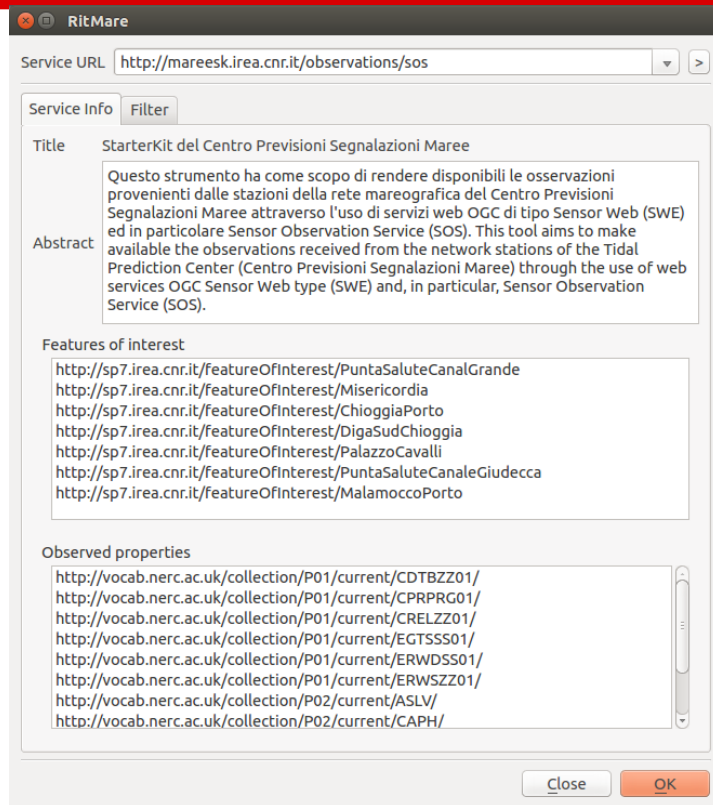 RitMare
Service URL http://mareesk.irea.cnr.it/observations/sos >
Service Info Filter
Title StarterKit del Centro Previsioni Segnalazioni Maree
Abstract
Questo strumento ha come scopo di rendere disponibili le osservazioni
provenienti dalle stazioni della rete mareografica del Centro Previsioni
Segnalazioni Maree attraverso l'uso di servizi web OGC di tipo Sensor Web (SWE)
ed in particolare Sensor Observation Service (SOS). This tool aims to make
available the observations received from the network stations of the Tidal
Prediction Center (Centro Previsioni Segnalazioni Maree) through the use of web
services OGC Sensor Web type (SWE) and, in particular, Sensor Observation
Service (SOS).
Features of interest
http://sp7.irea.cnr.it/featureOfInterest/PuntaSaluteCanalGrande
http://sp7.irea.cnr.it/featureOfInterest/Misericordia
http://sp7.irea.cnr.it/featureOfInterest/ChioggiaPorto
http://sp7.irea.cnr.it/featureOfInterest/DigaSudChioggia
http://sp7.irea.cnr.it/featureOfInterest/PalazzoCavalli
http://sp7.irea.cnr.it/featureOfInterest/PuntaSaluteCanaleGiudecca
http://sp7.irea.cnr.it/featureOfInterest/MalamoccoPorto
Observed properties
http://vocab.nerc.ac.uk/collection/P01/current/CDTBZZ01/
http://vocab.nerc.ac.uk/collection/P01/current/CPRPRG01/
http://vocab.nerc.ac.uk/collection/P01/current/CRELZZ01/
http://vocab.nerc.ac.uk/collection/P01/current/EGTSSS01/
http://vocab.nerc.ac.uk/collection/P01/current/ERWDSS01/
http://vocab.nerc.ac.uk/collection/P01/current/ERWSZZ01/
http://vocab.nerc.ac.uk/collection/P02/current/ASLV/
http://vocab.nerc.ac.uk/collection/P02/current/CAPH/
Close OK